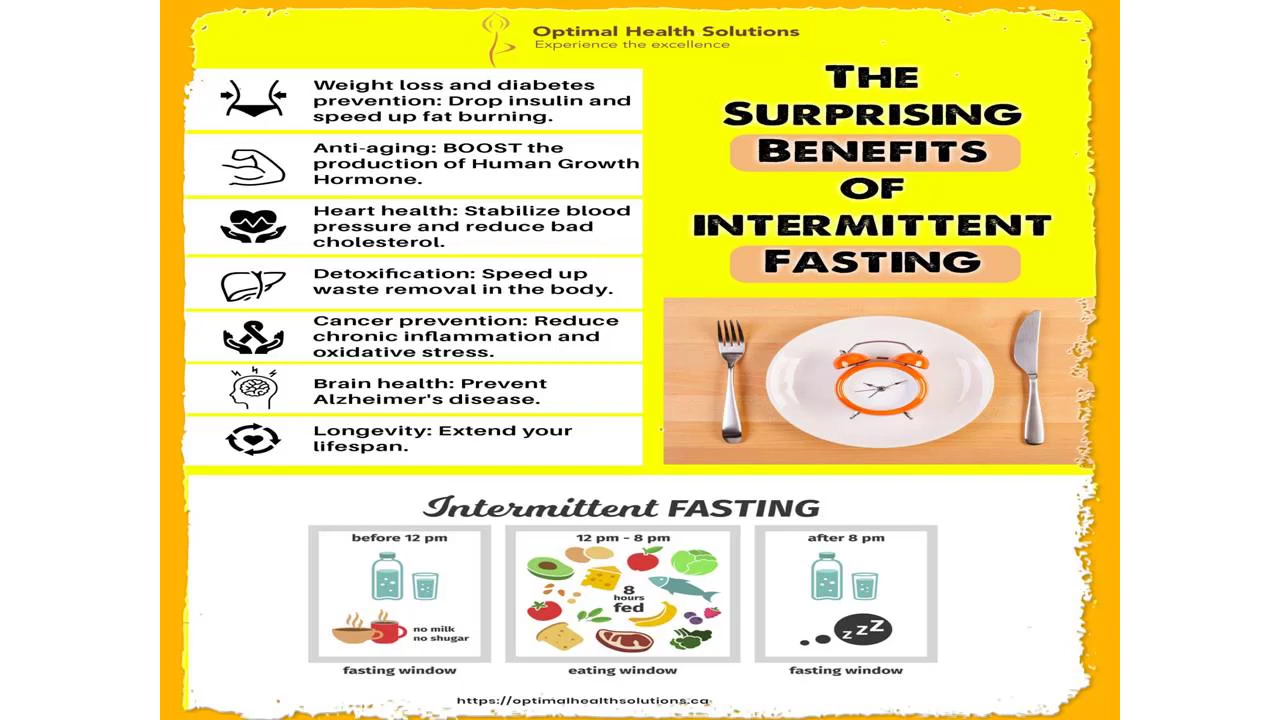 Optimal Health Solutions
Experience the excellence
Weight loss and diabetes
prevention: Drop insulin and
speed up fat burning.
Anti-aging: BOOST the
production of Human Growth
Hormone.
Heart health: Stabilize blood
pressure and reduce bad
cholesterol.
Detoxification: Speed up
waste removal in the body.
Cancer prevention: Reduce
chronic inflammation and
oxidative stress.
Brain health: Prevent
Alzheimer's disease.
Longevity: Extend your
lifespan.
THE
SURPRISING
BENEFITS
OF
INTERMITTENT
FASTING
Intermittent FASTING
before 12 pm
no milk
no shugar
fasting window
12 pm - 8 pm
8
hours
fed
eating window
after 8 pm
zzZ
fasting window
https://optimalhealthsolutions.ca